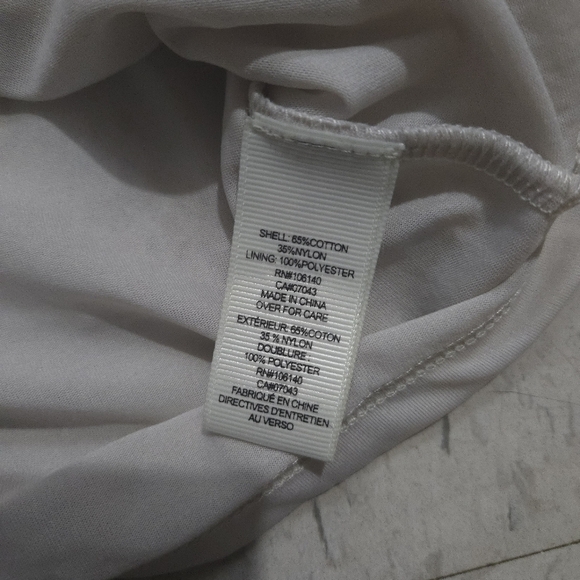 SHELL: 65%COTTON
35%NYLON
LINING: 100%POLYESTER
RN#106140
CA#07043
MADE IN CHINA
OVER FOR CARE
EXTÉRIEUR: 65%COTON
35 % NYLON
DOUBLURE :
100% POLYESTER
RN#106140
CA#07043
FABRIQUÉ EN CHINE
DIRECTIVES D'ENTRETIEN
AU VERSO